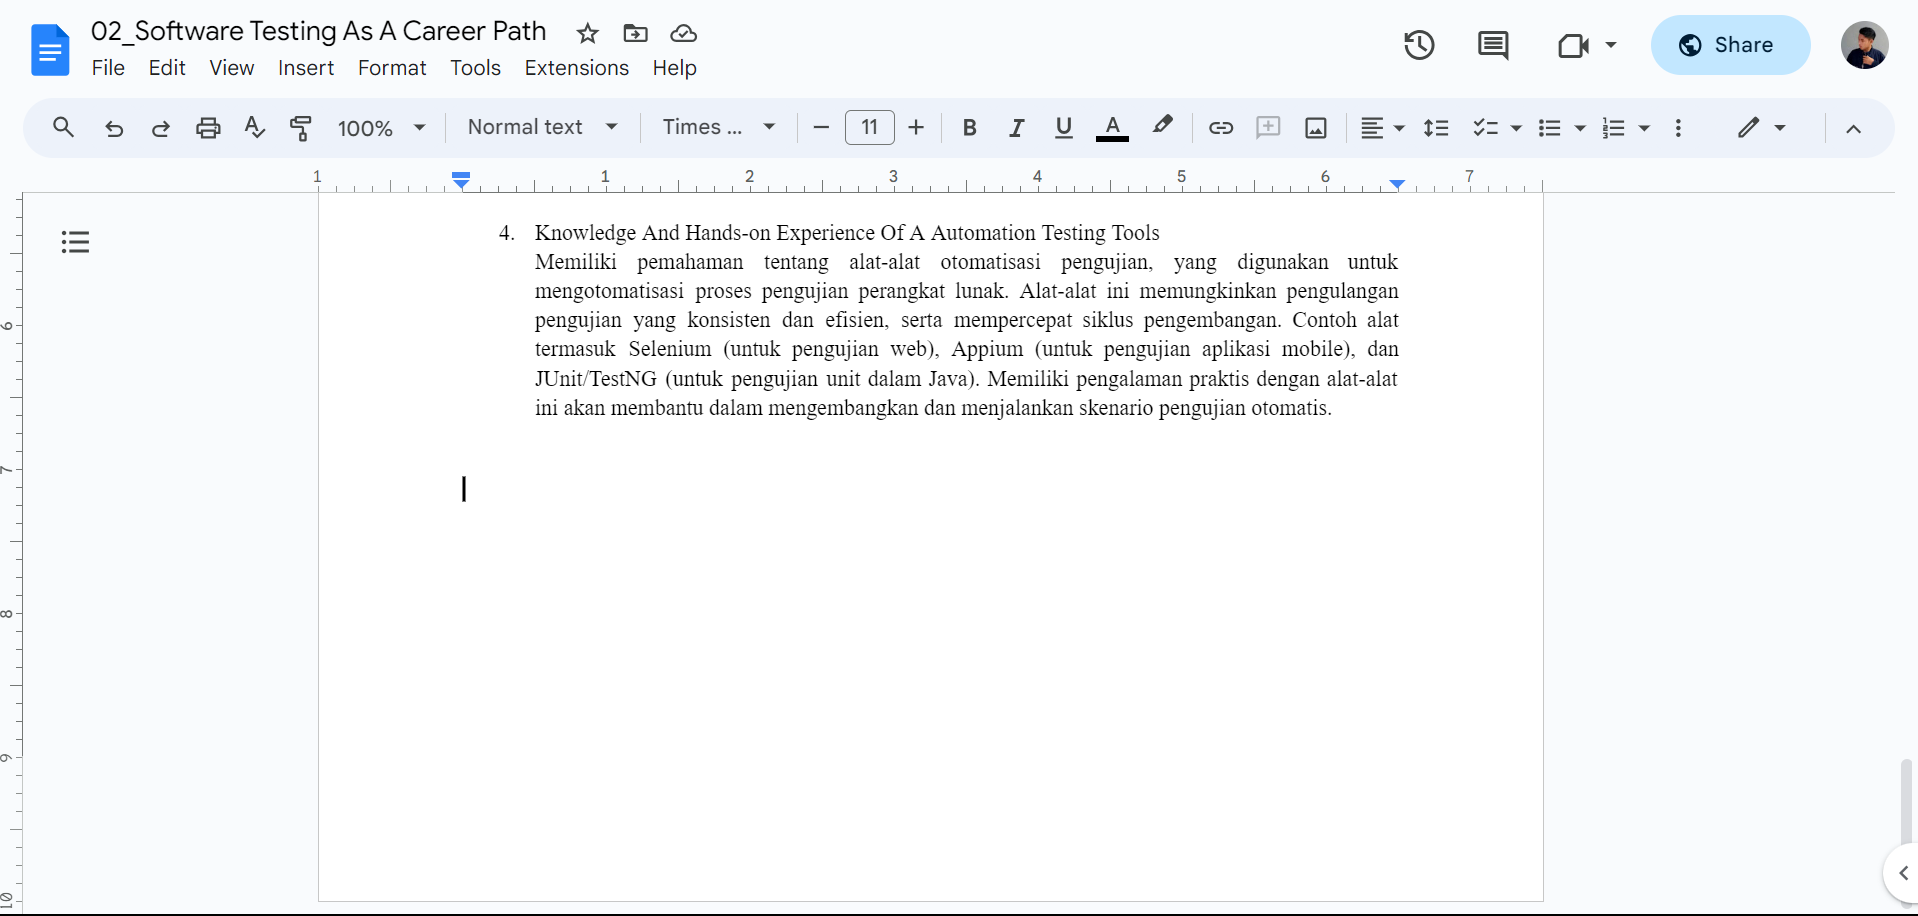 02_Software Testing As A Career Path
File Edit View Insert Format Tools Extensions Help
Share
100% Normal text Times ... 11
1 1 2 3 4 5 6 7
4. Knowledge And Hands-on Experience Of A Automation Testing Tools
Memiliki pemahaman tentang alat-alat otomatisasi pengujian, yang digunakan untuk
mengotomatisasi proses pengujian perangkat lunak. Alat-alat ini memungkinkan pengulangan
pengujian yang konsisten dan efisien, serta mempercepat siklus pengembangan. Contoh alat
termasuk Selenium (untuk pengujian web), Appium (untuk pengujian aplikasi mobile), dan
JUnit/TestNG (untuk pengujian unit dalam Java). Memiliki pengalaman praktis dengan alat-alat
ini akan membantu dalam mengembangkan dan menjalankan skenario pengujian otomatis.
6
7
8
9
10